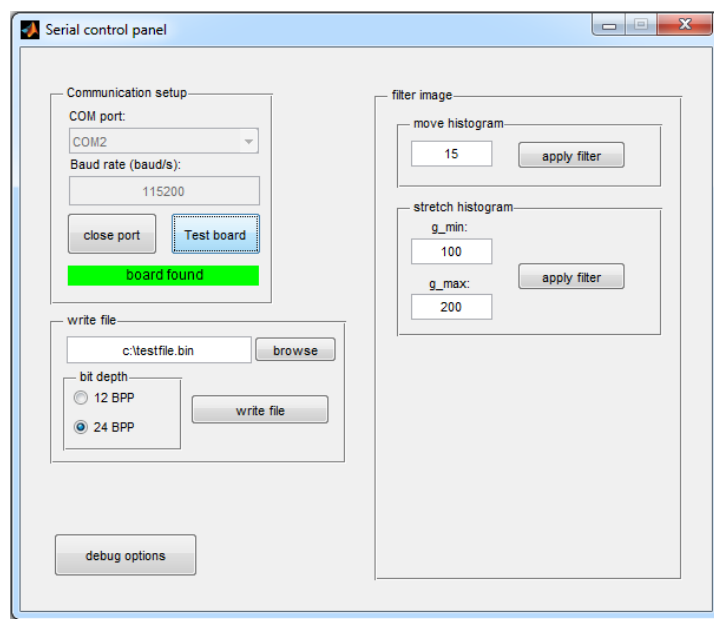 Serial control panel
Communication setup
COM port:
COM2
Baud rate (baud/s):
115200
close port
Test board
board found
write file
c:\testfile.bin
browse
bit depth
12 BPP
24 BPP
write file
debug options
filter image
move histogram
15
apply filter
stretch histogram
g_min:
100
apply filter
g_max:
200